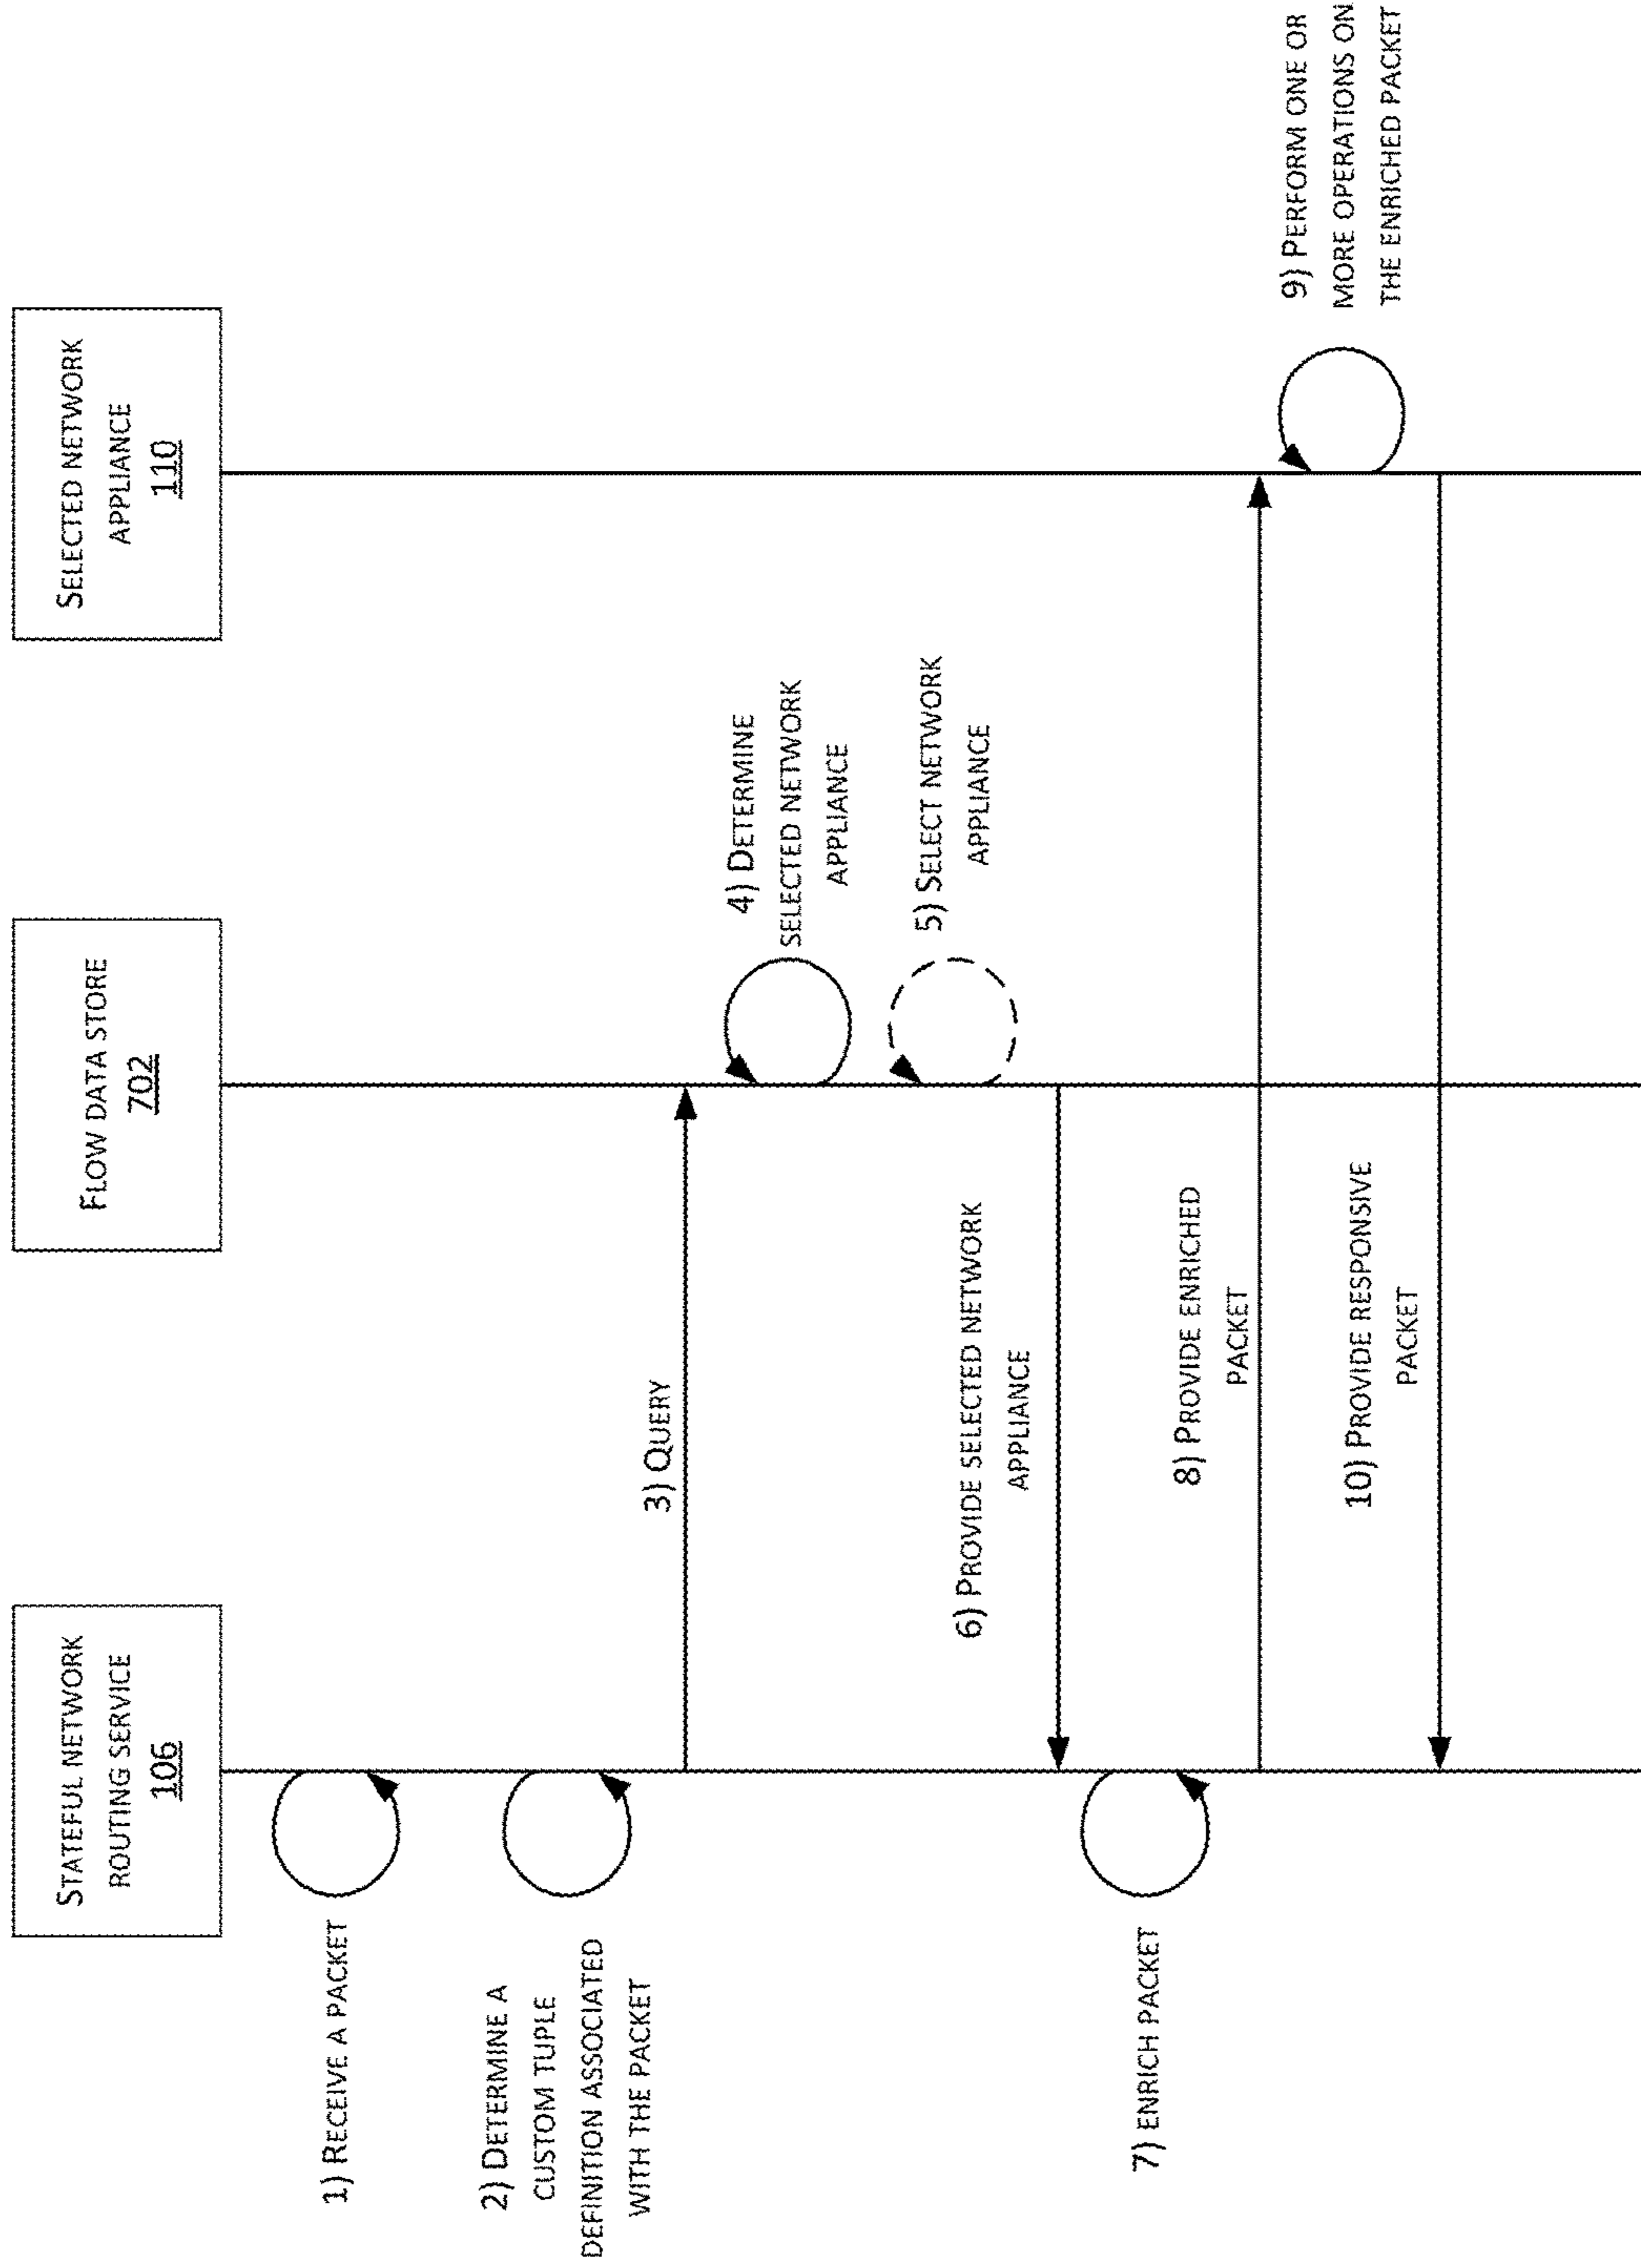 STATEFUL NETWORK
ROUTING SERVICE
106
FLOW DATA STORE
702
SELECTED NETWORK
APPLIANCE
110
1) RECEIVE A PACKET
2) DETERMINE A
CUSTOM TUPLE
DEFINITION ASSOCIATED
WITH THE PACKET
3) QUERY
4) DETERMINE
SELECTED NETWORK
APPLIANCE
5) SELECT NETWORK
APPLIANCE
6) PROVIDE SELECTED NETWORK
APPLIANCE
7) ENRICH PACKET
8) PROVIDE ENRICHED
PACKET
9) PERFORM ONE OR
MORE OPERATIONS ON
THE ENRICHED PACKET
10) PROVIDE RESPONSIVE
PACKET